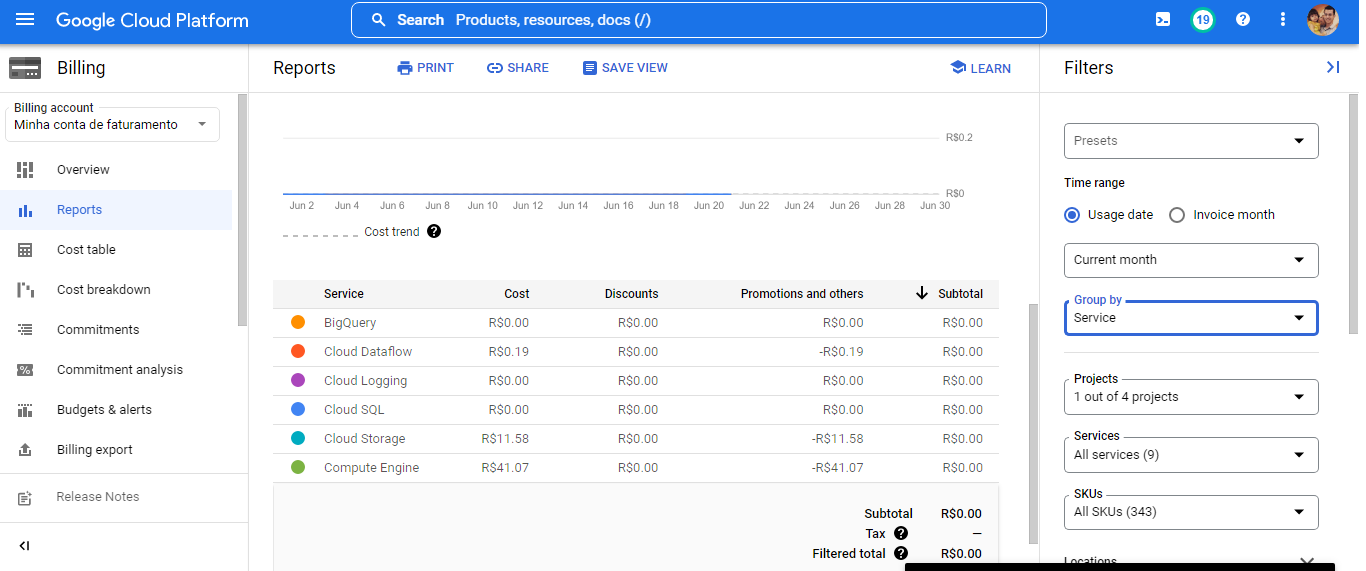 Google Cloud Platform
Search Products, resources, docs (/)
19
Billing
Billing account
Minha conta de faturamento
Overview
Reports
Cost table
Cost breakdown
Commitments
Commitment analysis
Budgets & alerts
Billing export
Release Notes
Reports
PRINT
SHARE
SAVE VIEW
LEARN
R$0.2
R$0
Jun 2 Jun 4 Jun 6 Jun 8 Jun 10 Jun 12 Jun 14 Jun 16 Jun 18 Jun 20 Jun 22 Jun 24 Jun 26 Jun 28 Jun 30
Cost trend ?
Service Cost Discounts Promotions and others Subtotal
BigQuery R$0.00 R$0.00 R$0.00 R$0.00
Cloud Dataflow R$0.19 R$0.00 -R$0.19 R$0.00
Cloud Logging R$0.00 R$0.00 R$0.00 R$0.00
Cloud SQL R$0.00 R$0.00 R$0.00 R$0.00
Cloud Storage R$11.58 R$0.00 -R$11.58 R$0.00
Compute Engine R$41.07 R$0.00 -R$41.07 R$0.00
Subtotal R$0.00
Tax ? —
Filtered total ? R$0.00
Filters
Presets
Time range
Usage date Invoice month
Current month
Group by
Service
Projects
1 out of 4 projects
Services
All services (9)
SKUs
All SKUs (343)
Locations